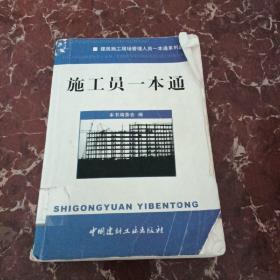 ■ 建筑施工现场管理人员一本通系列
施工员一本通
本书编委会 编
SHIGONGYUAN YIBENTONG
中国建材工业出版社